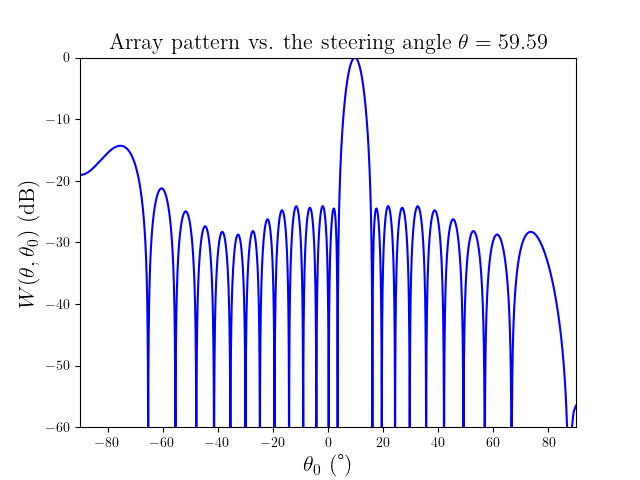 Array pattern vs. the steering angle θ = 59.59
0
−10
−20
−30
−40
−50
−60
W(θ, θ₀) (dB)
−80 −60 −40 −20 0 20 40 60 80
θ₀ (°)